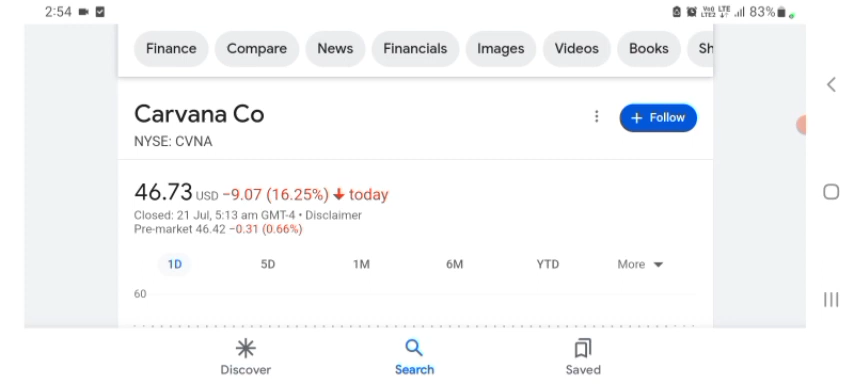 2:54 83%
Finance Compare News Financials Images Videos Books Sh
Carvana Co
+ Follow
NYSE: CVNA
46.73 USD −9.07 (16.25%) ↓ today
Closed: 21 Jul, 5:13 am GMT-4 • Disclaimer
Pre-market 46.42 −0.31 (0.66%)
1D 5D 1M 6M YTD More
60
Discover Search Saved